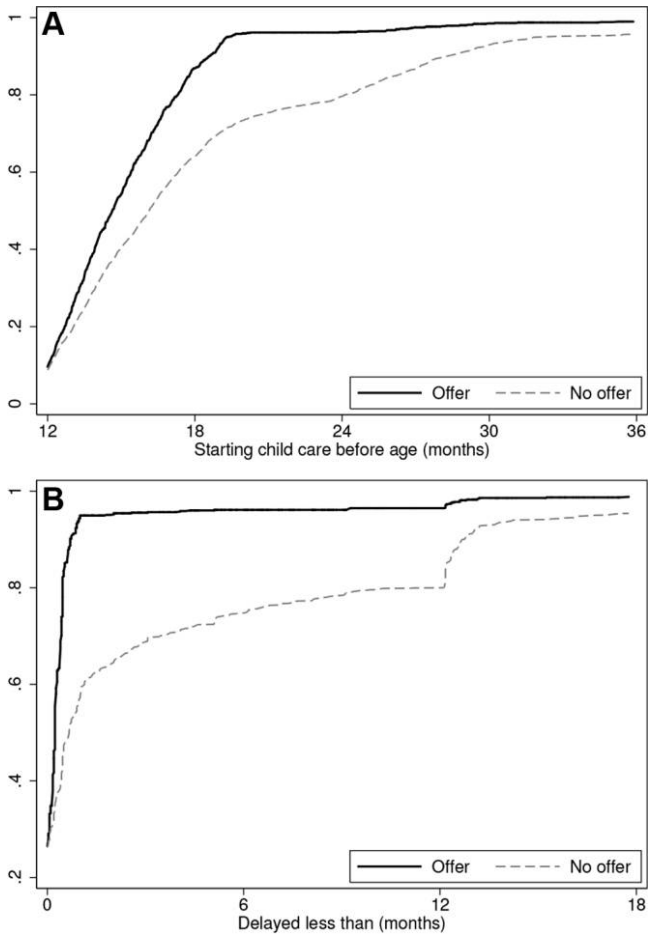 A
1
.8
.6
.4
.2
0
12 18 24 30 36
Starting child care before age (months)
Offer No offer
B
1
.8
.6
.4
.2
0 6 12 18
Delayed less than (months)
Offer No offer